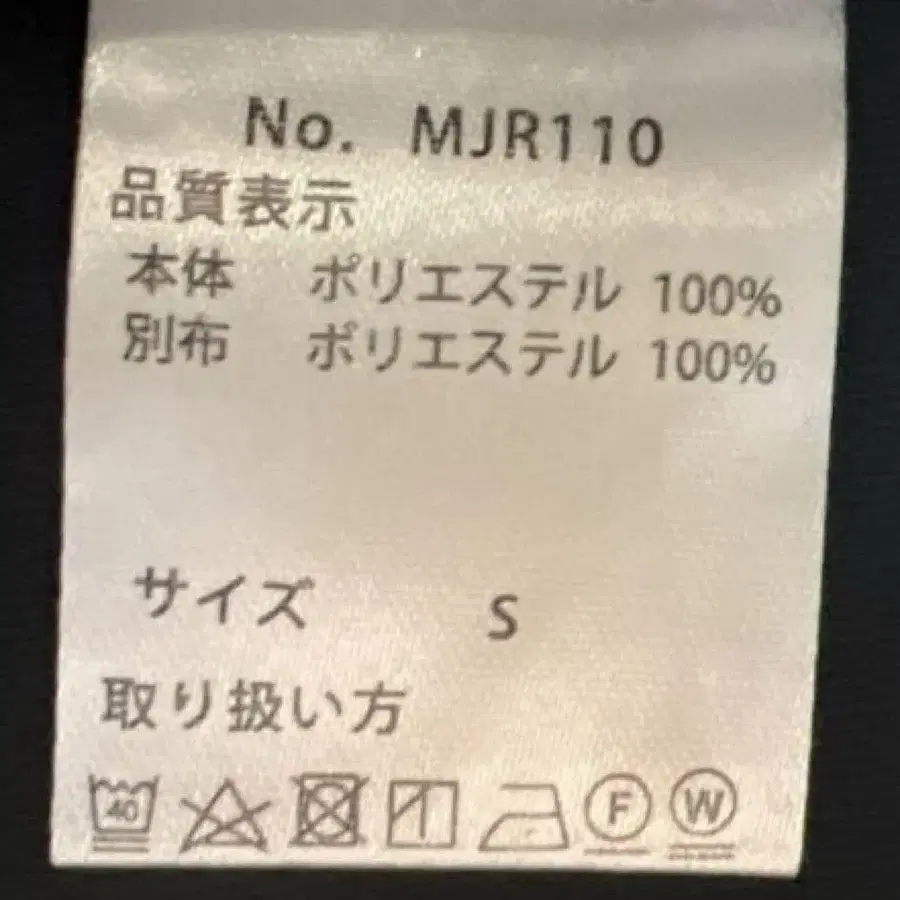 No. MJR110
品質表示
本体 ポリエステル 100%
別布 ポリエステル 100%
サイズ S
取り扱い方
40 F W